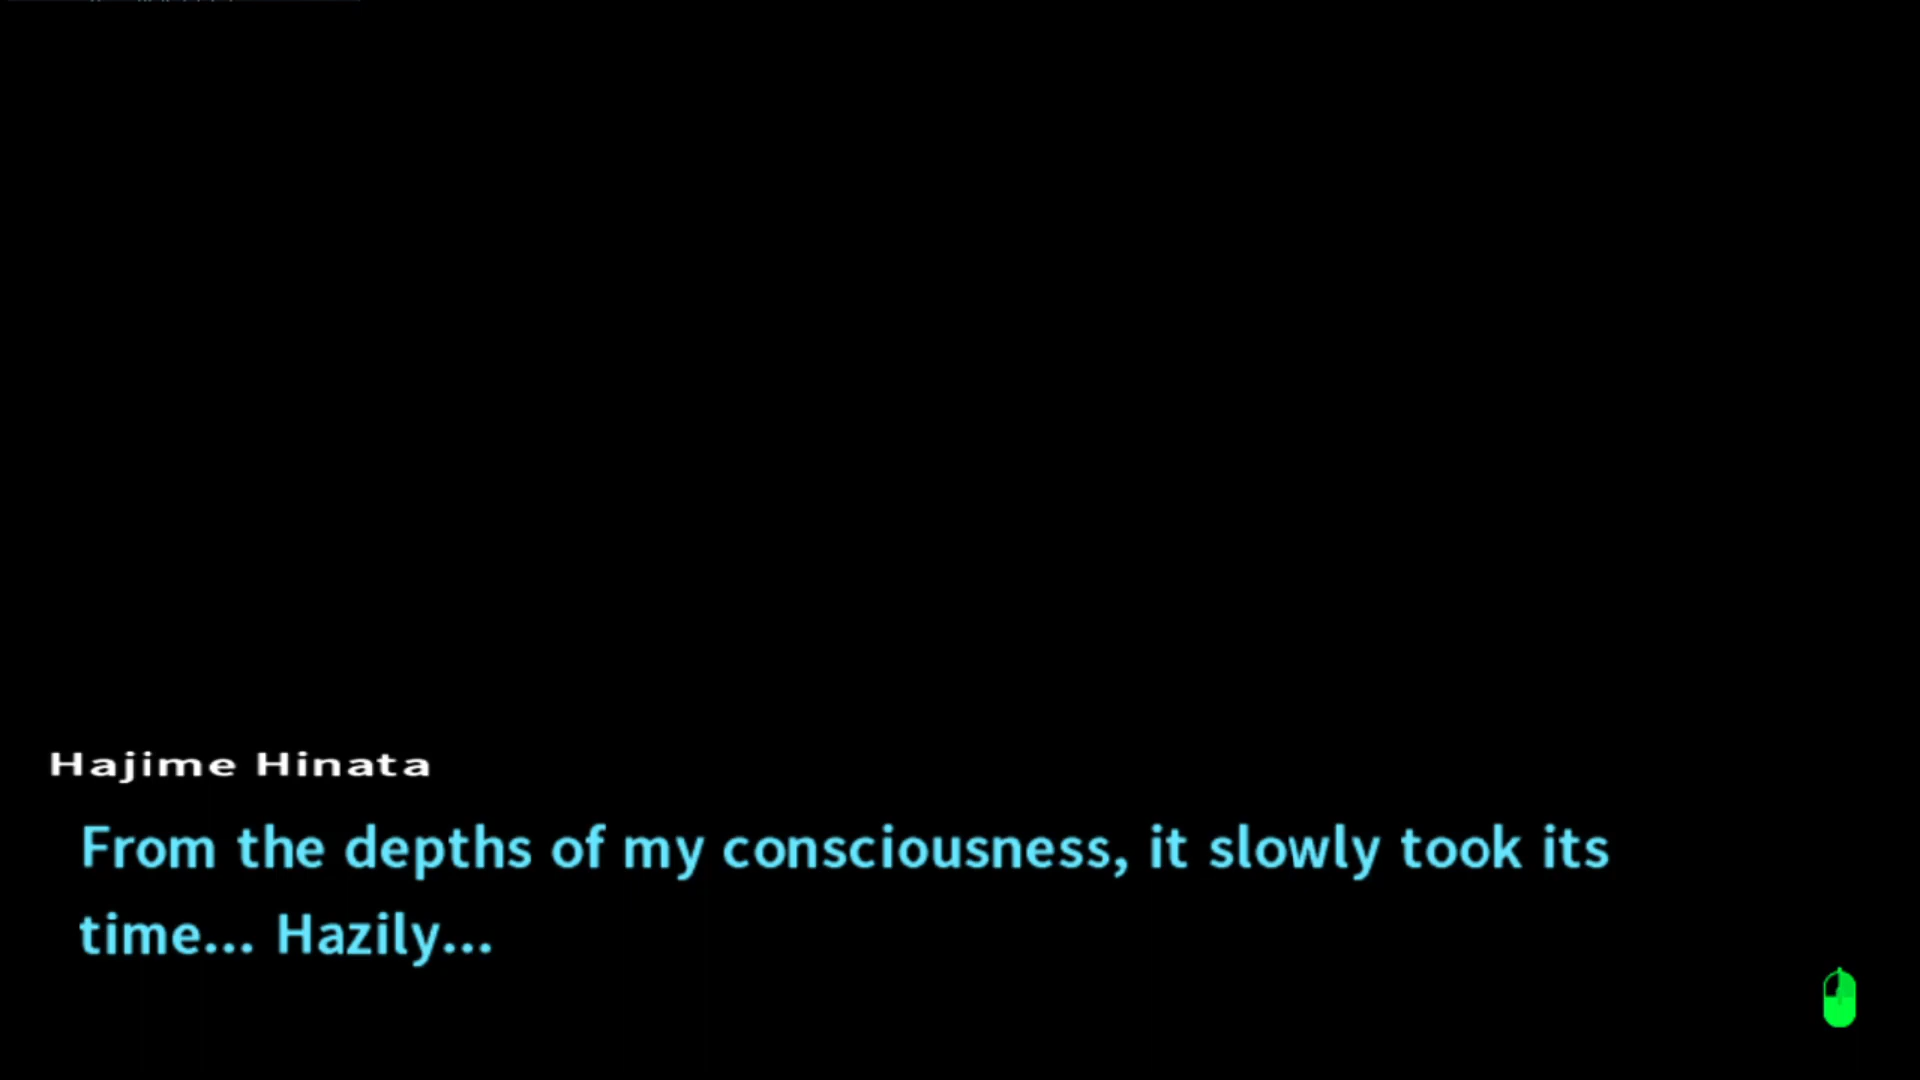 Hajime Hinata
From the depths of my consciousness, it slowly took its
time... Hazily...